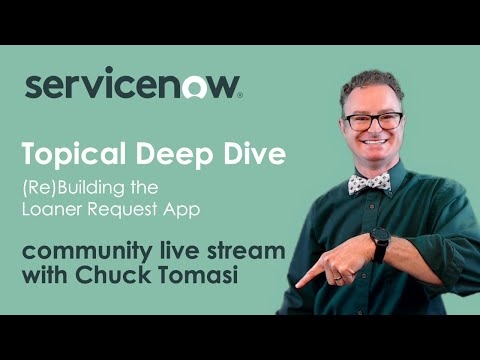 servicenow®
Topical Deep Dive
(Re)Building the
Loaner Request App
community live stream
with Chuck Tomasi